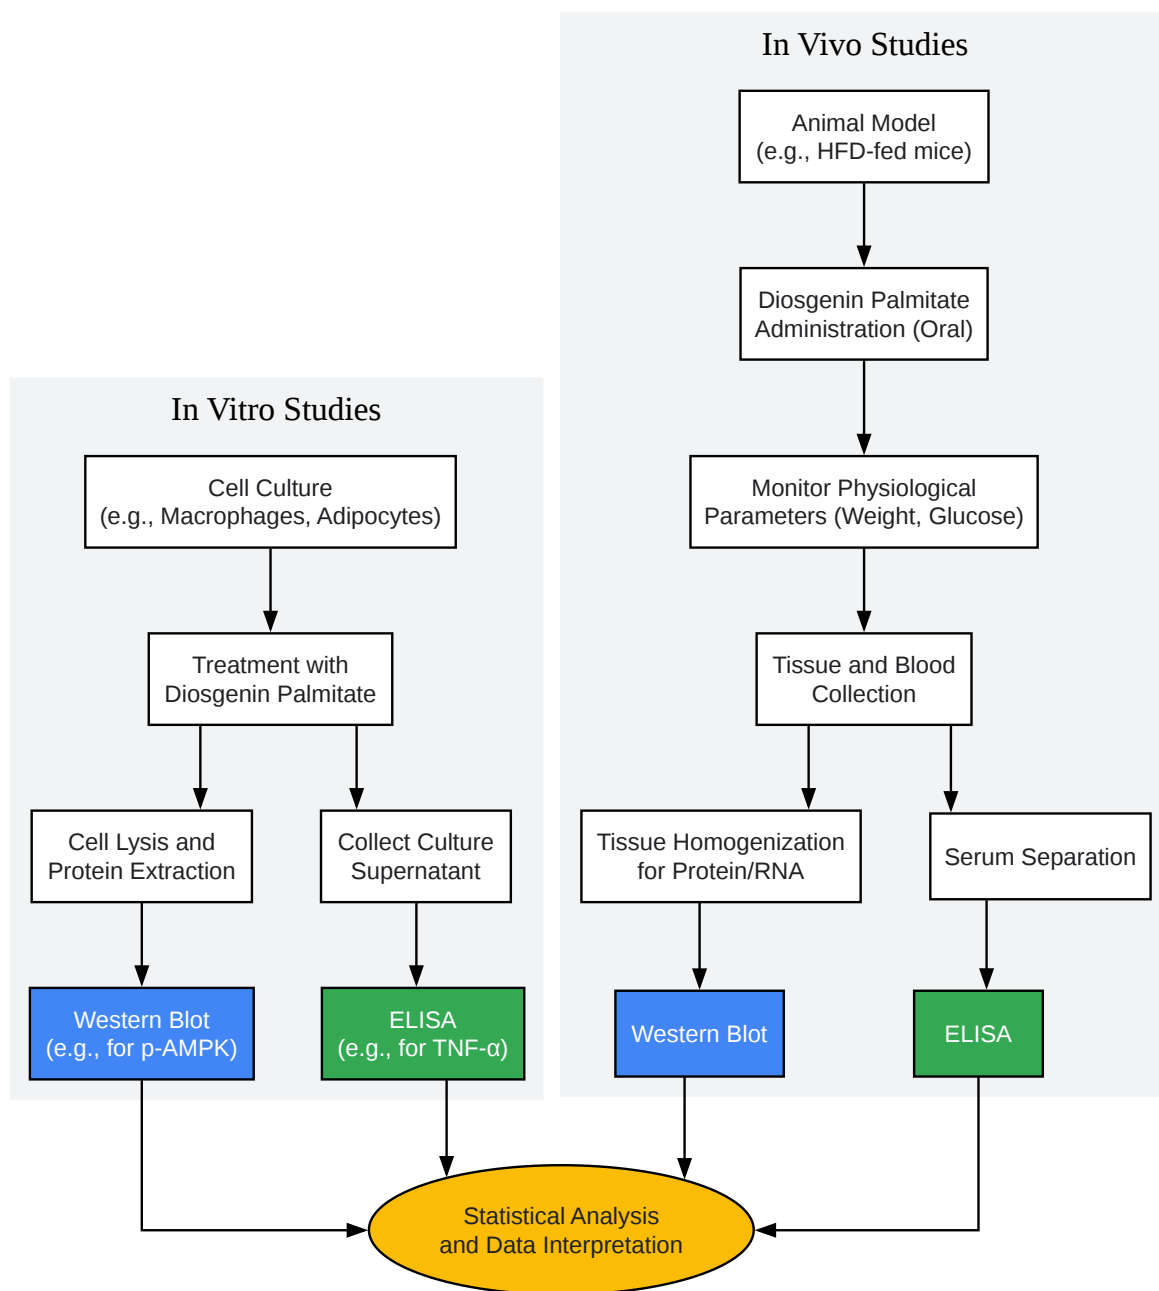 In Vivo Studies
Animal Model
(e.g., HFD-fed mice)
Diosgenin Palmitate
Administration (Oral)
Monitor Physiological
Parameters (Weight, Glucose)
Tissue and Blood
Collection
Tissue Homogenization
for Protein/RNA
Serum Separation
Western Blot
ELISA
In Vitro Studies
Cell Culture
(e.g., Macrophages, Adipocytes)
Treatment with
Diosgenin Palmitate
Cell Lysis and
Protein Extraction
Collect Culture
Supernatant
Western Blot
(e.g., for p-AMPK)
ELISA
(e.g., for TNF-α)
Statistical Analysis
and Data Interpretation